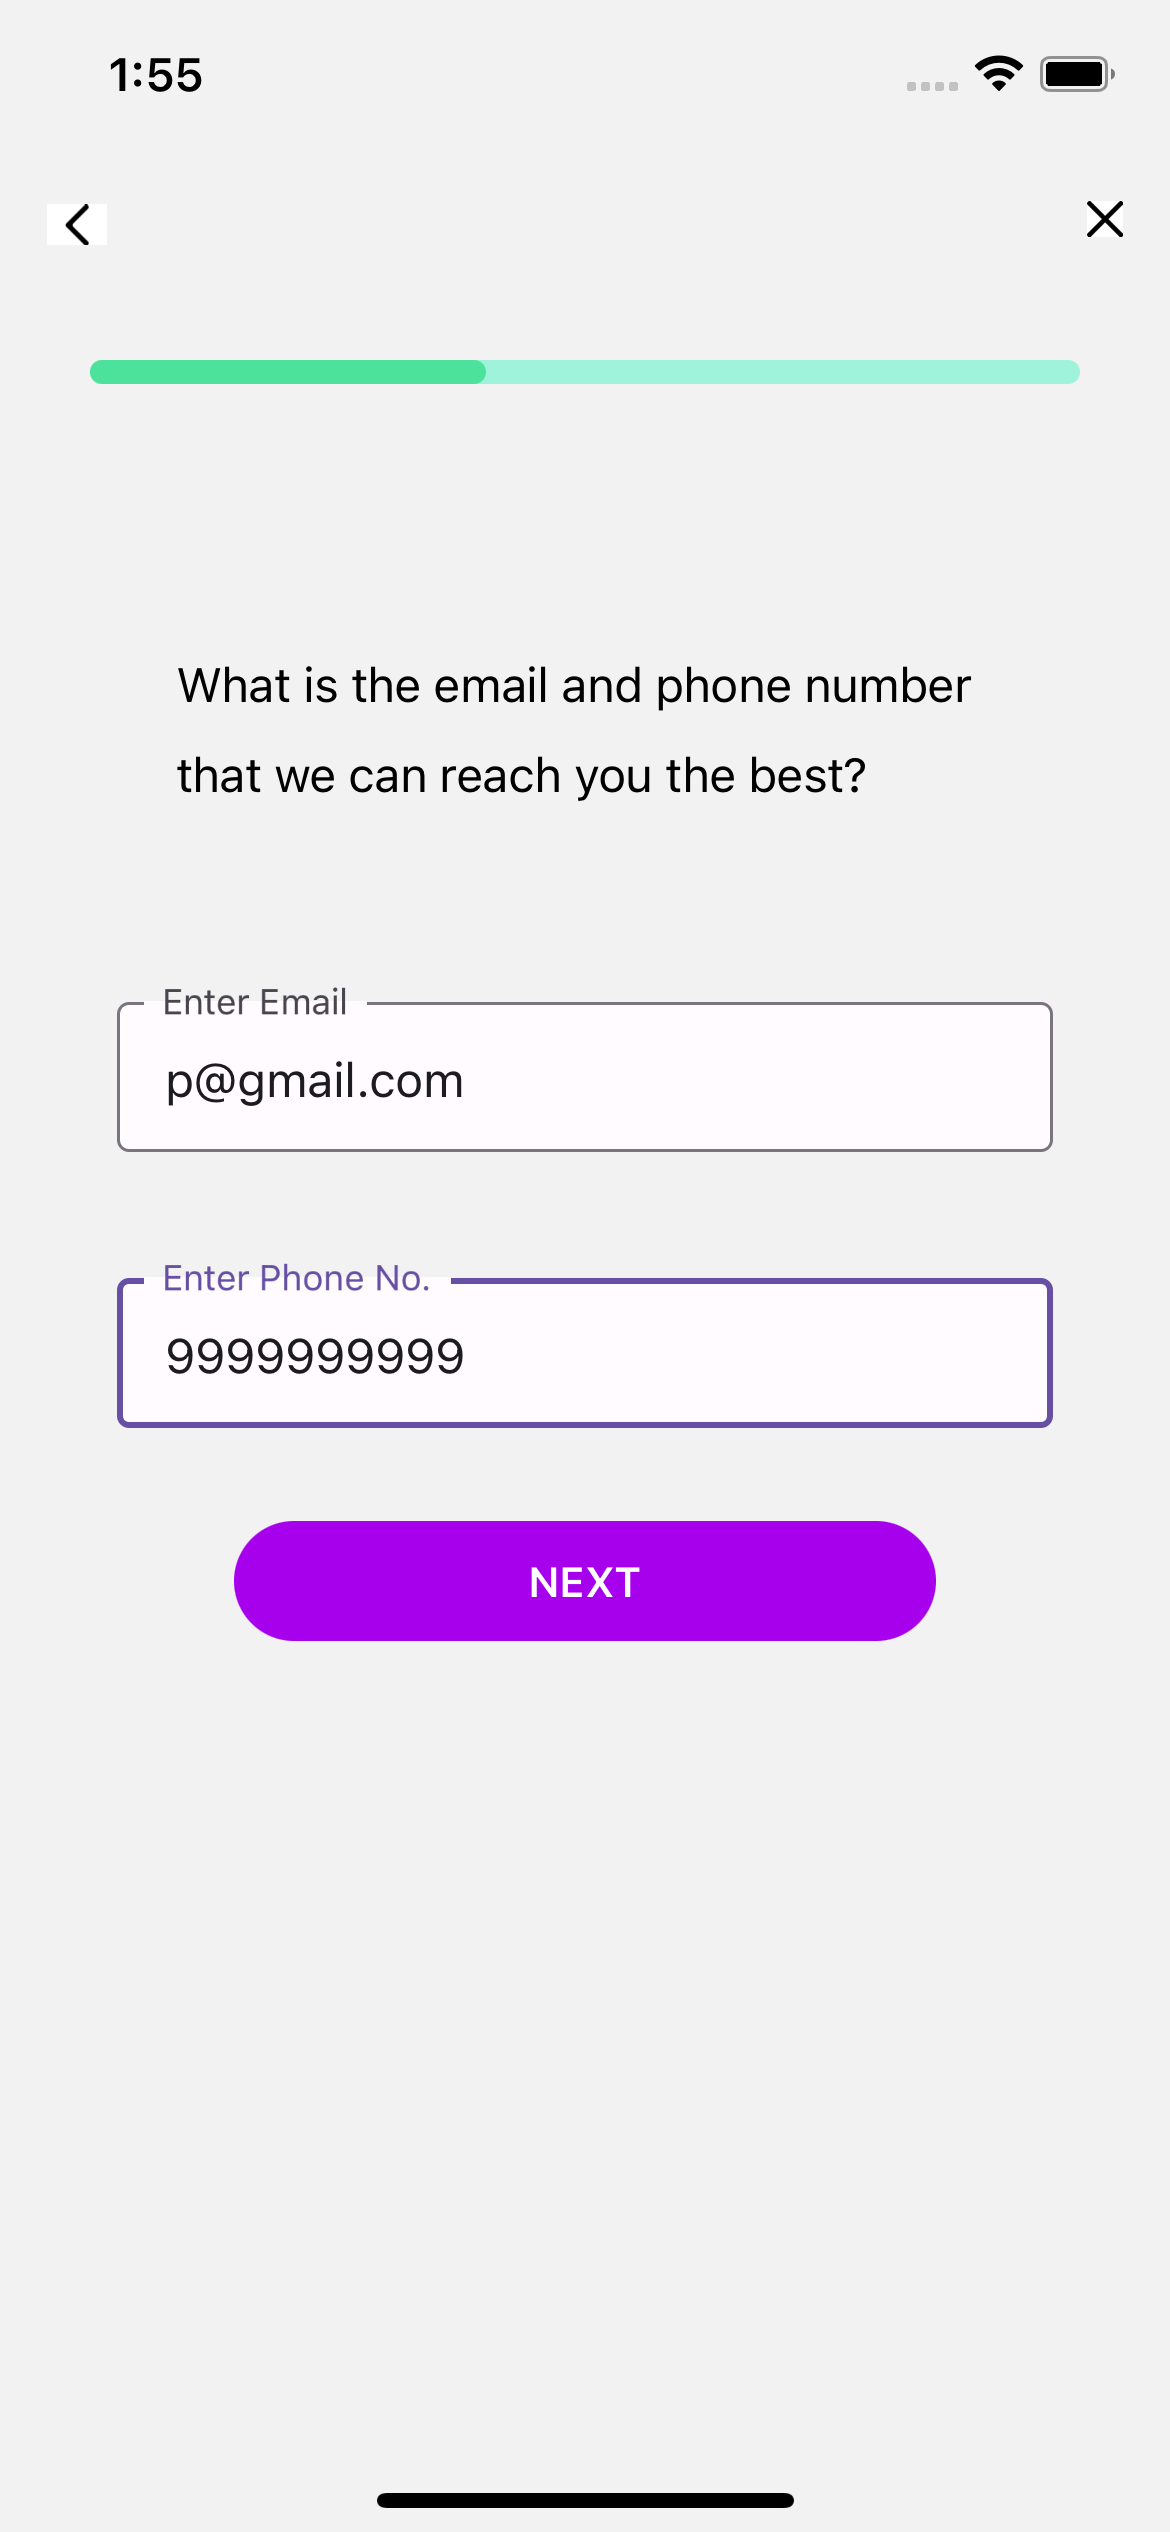 1:55
What is the email and phone number
that we can reach you the best?
Enter Email
p@gmail.com
Enter Phone No.
9999999999
NEXT